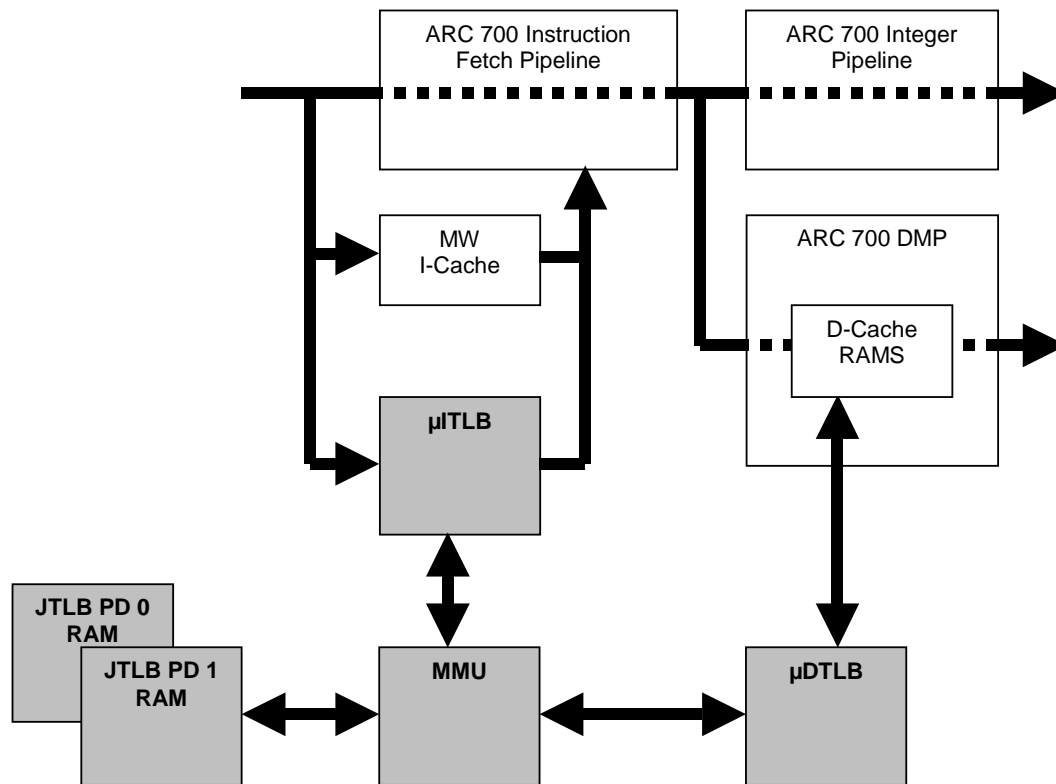 ARC 700 Instruction
Fetch Pipeline
ARC 700 Integer
Pipeline
MW
I-Cache
ARC 700 DMP
D-Cache
RAMS
µITLB
JTLB PD 0
RAM
JTLB PD 1
RAM
MMU
µDTLB